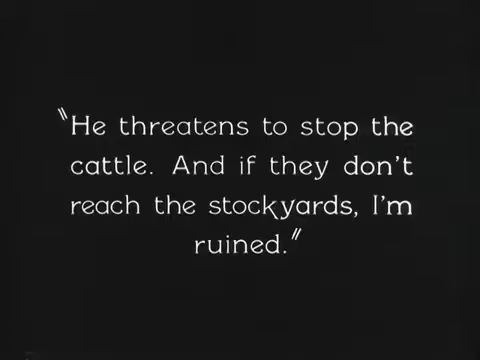 "He threatens to stop the
cattle. And if they don't
reach the stockyards, I'm
ruined."